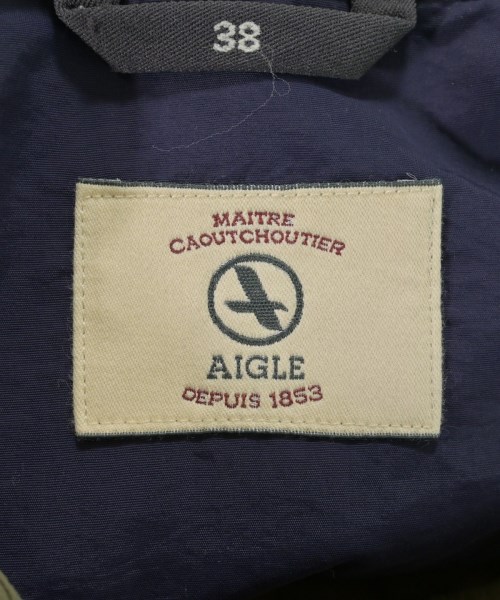 38
MAITRE
CAOUTCHOUTIER
AIGLE
DEPUIS 1853